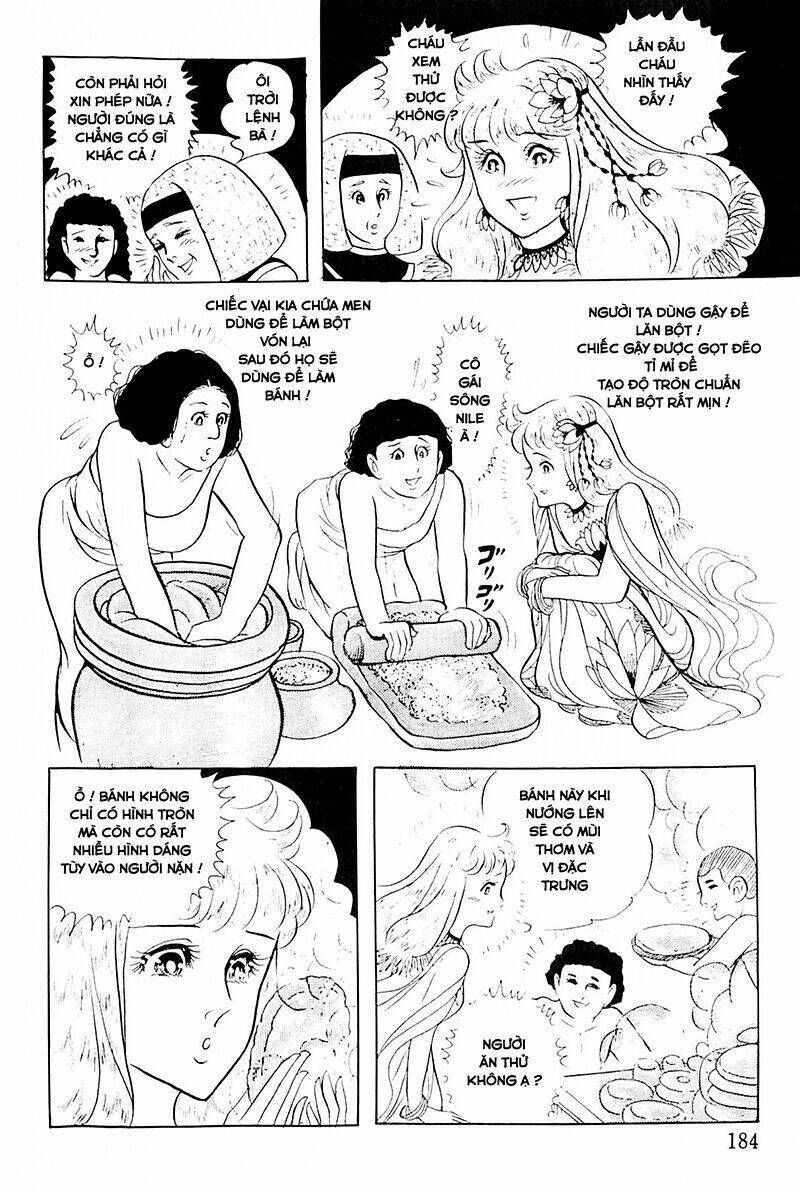 CÒN PHẢI HỎI
XIN PHÉP NỮA !
NGƯỜI ĐÚNG LÀ
CHẲNG CÓ GÌ
KHÁC CẢ !
ÔI
TRỜI
LỆNH
BÀ !
CHÁU
XEM
THỬ
ĐƯỢC
KHÔNG ?
LẦN ĐẦU
CHÁU
NHÌN THẤY
ĐẤY !
Ồ !
CHIẾC VẠI KIA CHỨA MEN
DÙNG ĐỂ LÀM BỘT
VÓN LẠI
SAU ĐÓ HỌ SẼ
DÙNG ĐỂ LÀM
BÁNH !
CÔ
GÁI
SÔNG
NILE
À !
NGƯỜI TA DÙNG GẬY ĐỂ
LĂN BỘT !
CHIẾC GẬY ĐƯỢC GỌT ĐẼO
TỈ MỈ ĐỂ
TẠO ĐỘ TRÒN CHUẨN
LĂN BỘT RẤT MỊN !
ゴリ
ゴリ
Ồ ! BÁNH KHÔNG
CHỈ CÓ HÌNH TRÒN
MÀ CÒN CÓ RẤT
NHIỀU HÌNH DÁNG
TÙY VÀO NGƯỜI NẶN !
BÁNH NÀY KHI
NƯỚNG LÊN
SẼ CÓ MÙI
THƠM VÀ
VỊ ĐẶC
TRƯNG
NGƯỜI
ĂN THỬ
KHÔNG Ạ ?
184